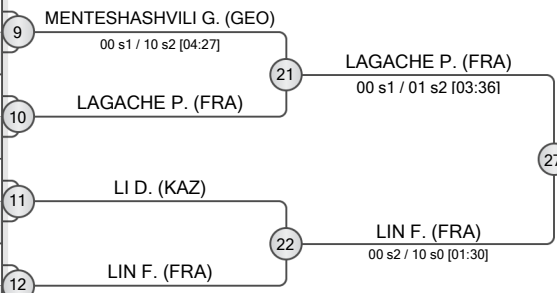 MENTESHASHVILI G. (GEO)
9
00 s1 / 10 s2 [04:27]
LAGACHE P. (FRA)
21
00 s1 / 01 s2 [03:36]
LAGACHE P. (FRA)
10
27
LI D. (KAZ)
11
LIN F. (FRA)
22
00 s2 / 10 s0 [01:30]
LIN F. (FRA)
12